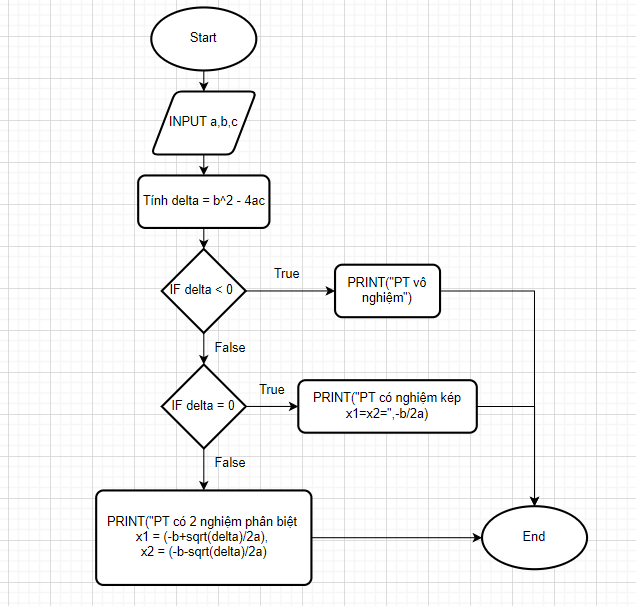 Start
INPUT a,b,c
Tính delta = b^2 - 4ac
IF delta < 0
True
PRINT("PT vô
nghiệm")
False
IF delta = 0
True
PRINT("PT có nghiệm kép
x1=x2=",-b/2a)
False
PRINT("PT có 2 nghiệm phân biệt
x1 = (-b+sqrt(delta)/2a),
x2 = (-b-sqrt(delta)/2a)
End